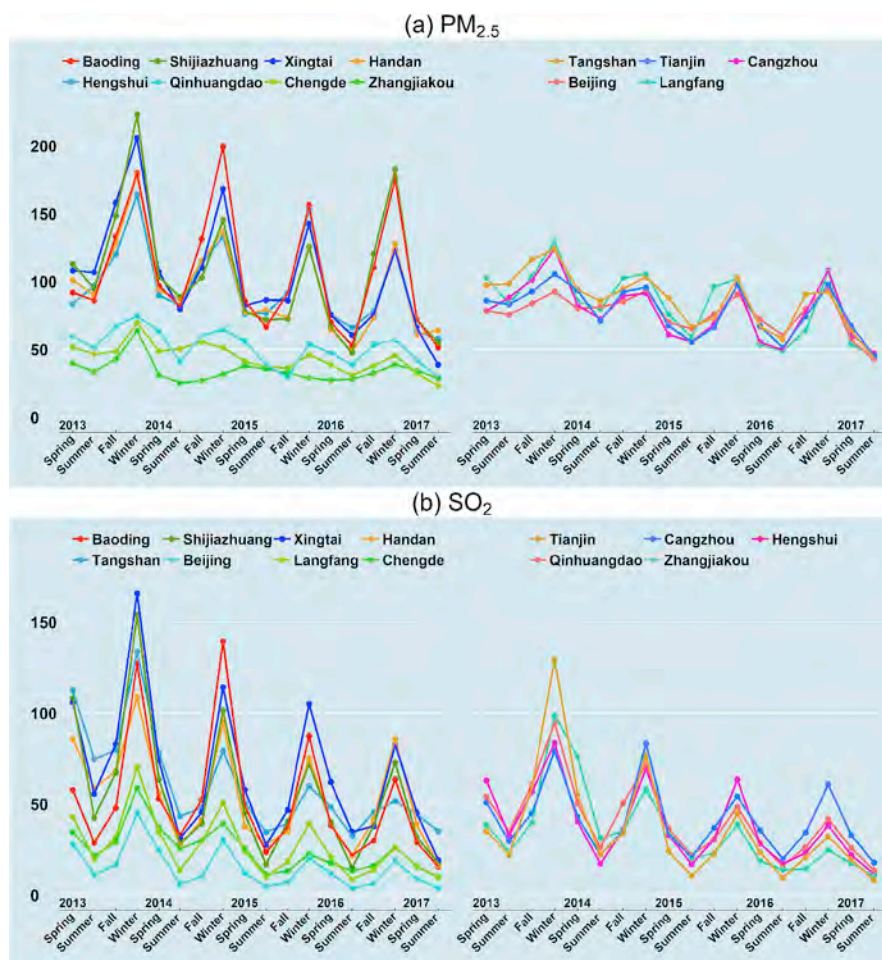 (a) PM2.5
Baoding Shijiazhuang Xingtai Handan
Hengshui Qinhuangdao Chengde Zhangjiakou
Tangshan Tianjin Cangzhou
Beijing Langfang
200
150
100
50
0
2013 2014 2015 2016 2017
Spring Summer Fall Winter Spring Summer Fall Winter Spring Summer Fall Winter Spring Summer Fall Winter Spring Summer
2013 2014 2015 2016 2017
Spring Summer Fall Winter Spring Summer Fall Winter Spring Summer Fall Winter Spring Summer Fall Winter Spring Summer
(b) SO2
Baoding Shijiazhuang Xingtai Handan
Tangshan Beijing Langfang Chengde
Tianjin Cangzhou Hengshui
Qinhuangdao Zhangjiakou
150
100
50
0
2013 2014 2015 2016 2017
Spring Summer Fall Winter Spring Summer Fall Winter Spring Summer Fall Winter Spring Summer Fall Winter Spring Summer
2013 2014 2015 2016 2017
Spring Summer Fall Winter Spring Summer Fall Winter Spring Summer Fall Winter Spring Summer Fall Winter Spring Summer